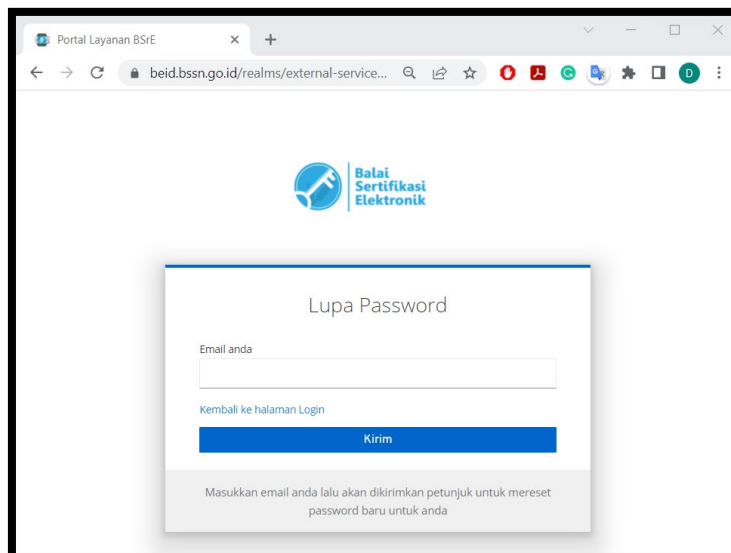 Portal Layanan BSrE
beid.bssn.go.id/realms/external-service...
D
Balai
Sertifikasi
Elektronik
Lupa Password
Email anda
Kembali ke halaman Login
Kirim
Masukkan email anda lalu akan dikirimkan petunjuk untuk mereset
password baru untuk anda